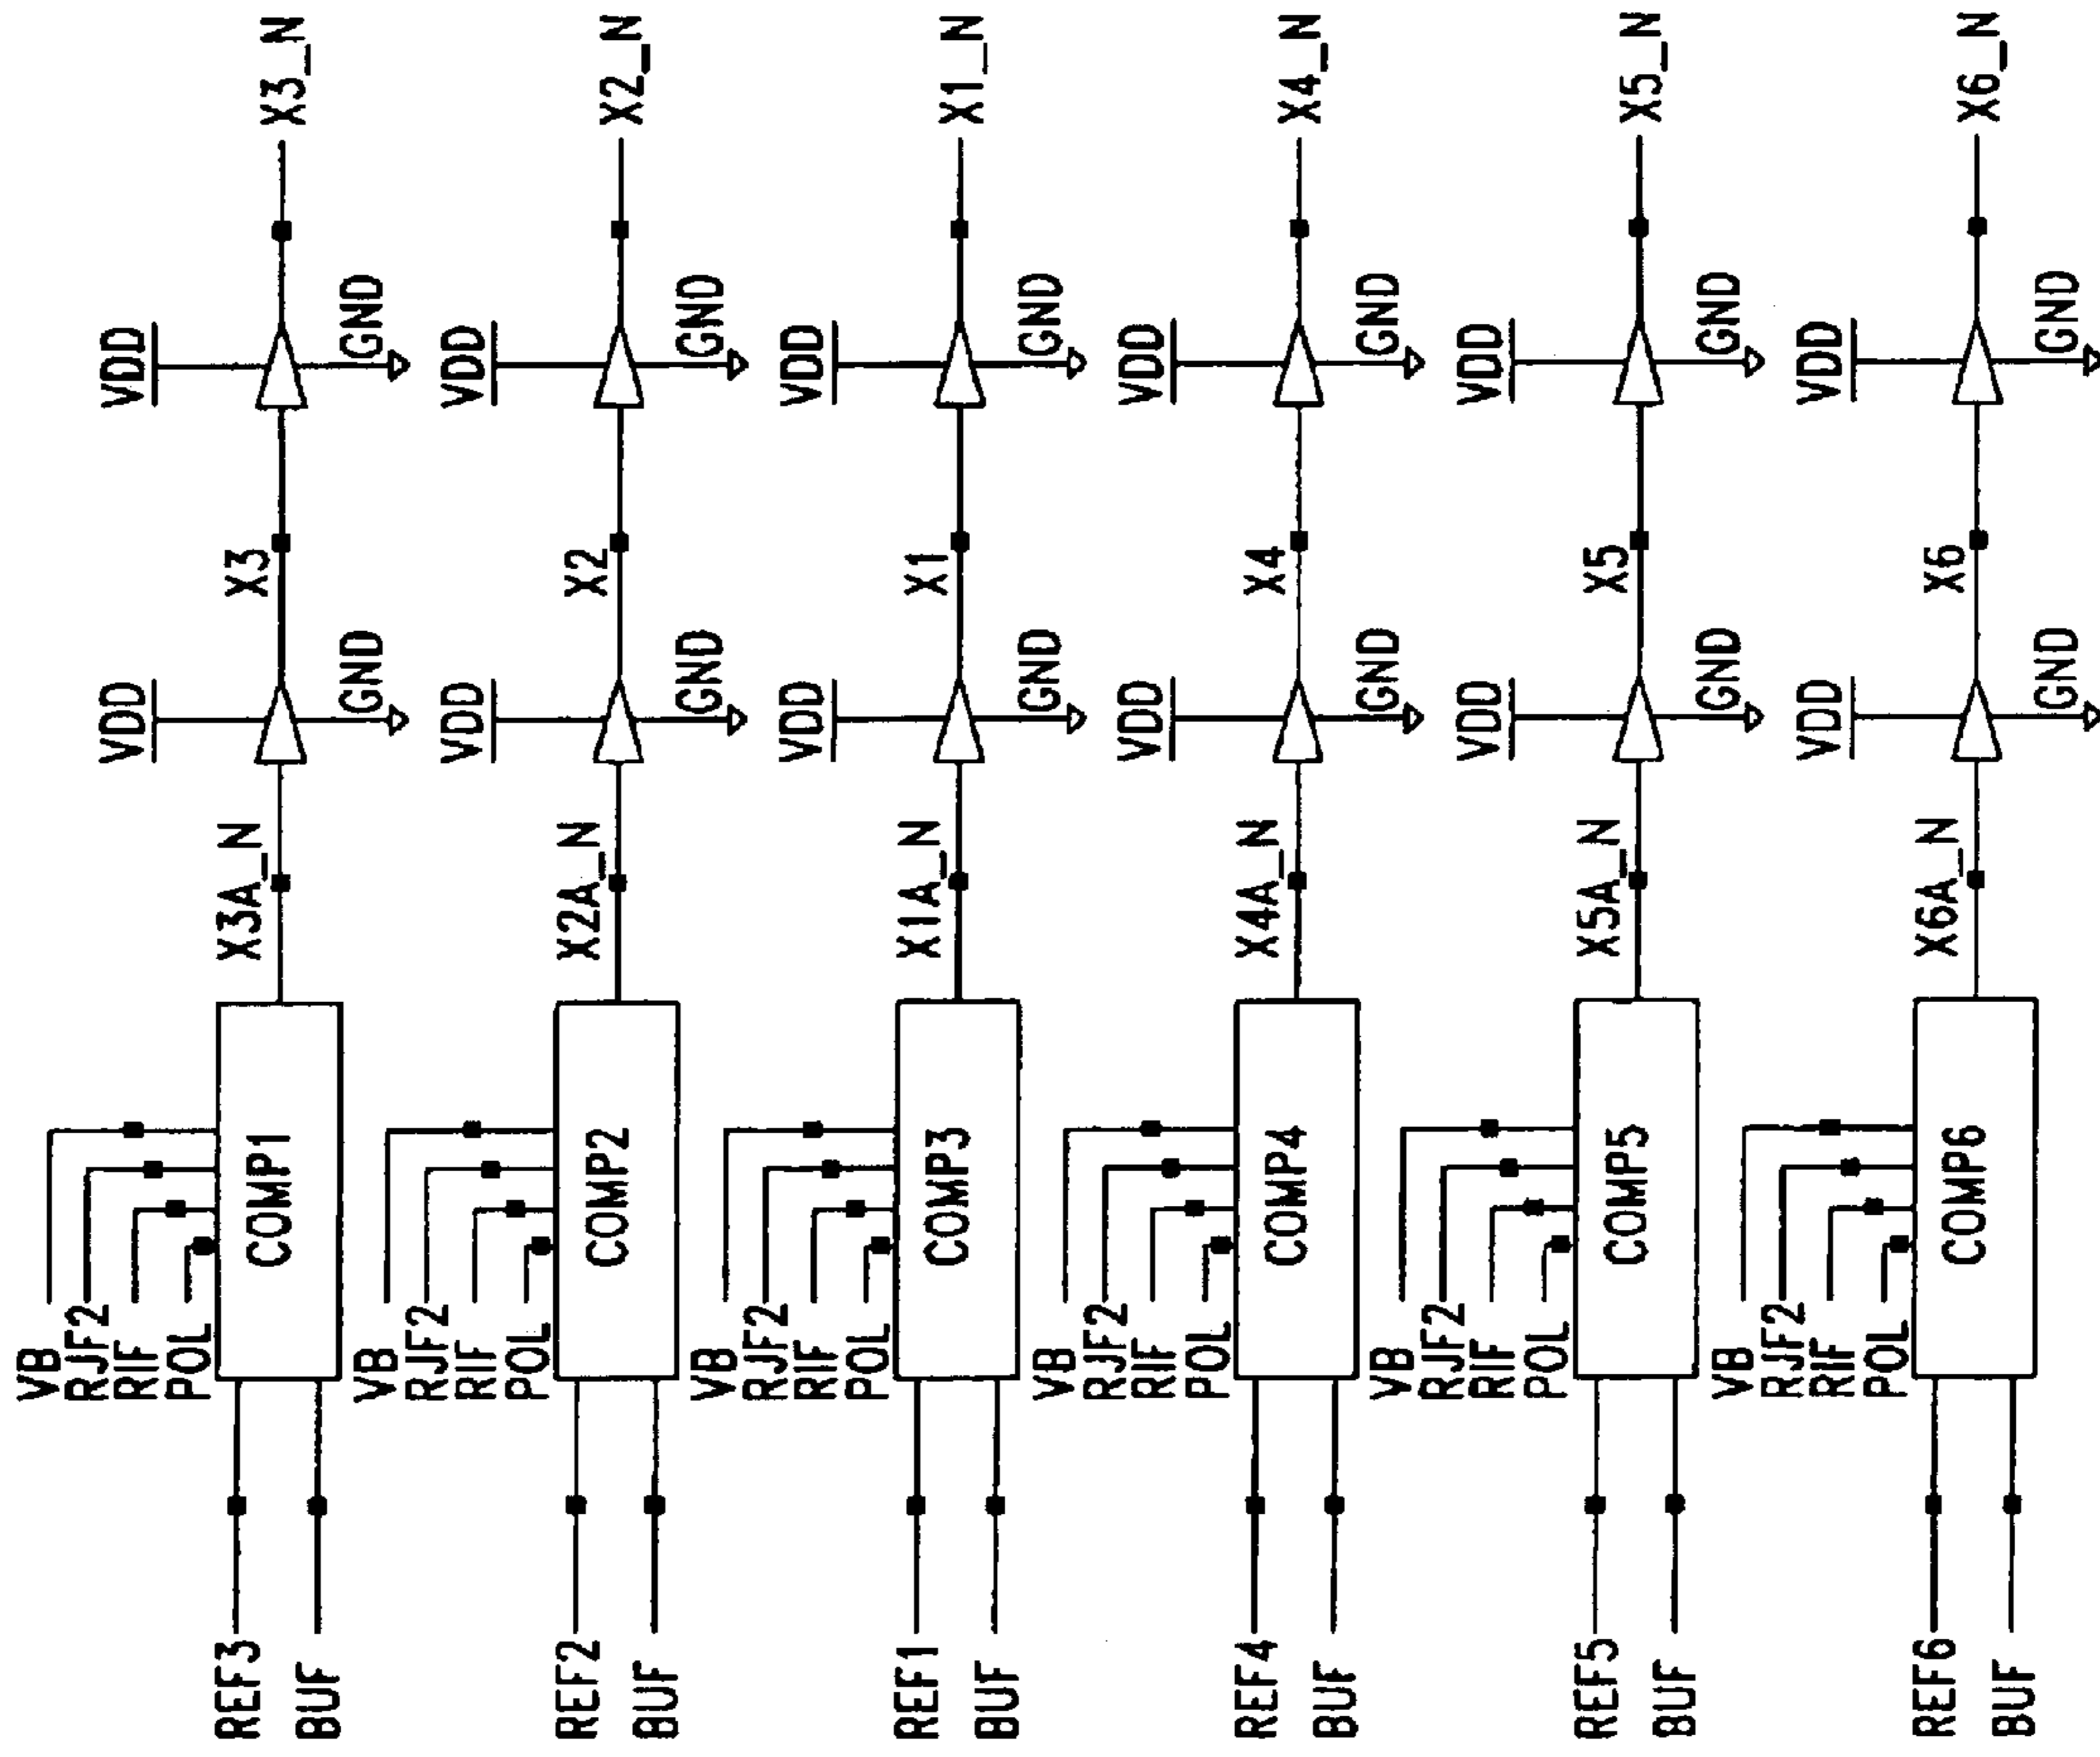 VB
RJF2
RIF
POL
REF3
BUF
COMP1
X3A_N
VDD
GND
X3
VDD
GND
X3_N
VB
RJF2
RIF
POL
REF2
BUF
COMP2
X2A_N
VDD
GND
X2
VDD
GND
X2_N
VB
RJF2
RIF
POL
REF1
BUF
COMP3
X1A_N
VDD
GND
X1
VDD
GND
X1_N
VB
RJF2
RIF
POL
REF4
BUF
COMP4
X4A_N
VDD
GND
X4
VDD
GND
X4_N
VB
RJF2
RIF
POL
REF5
BUF
COMP5
X5A_N
VDD
GND
X5
VDD
GND
X5_N
VB
RJF2
RIF
POL
REF6
BUF
COMP6
X6A_N
VDD
GND
X6
VDD
GND
X6_N